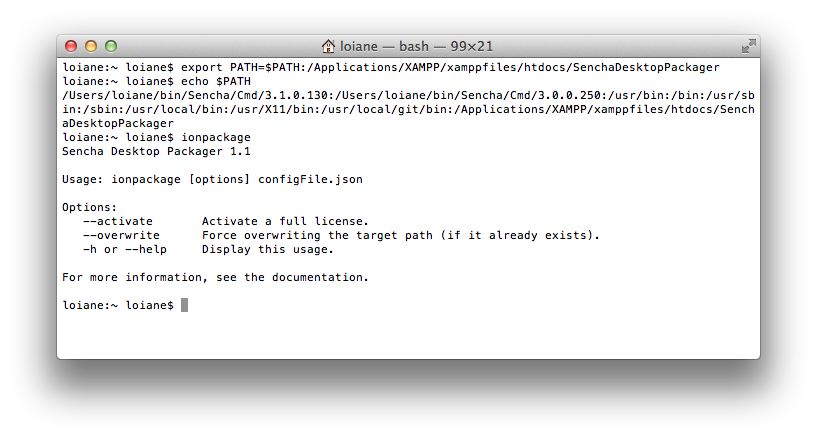 loiane — bash — 99×21
loiane:~ loiane$ export PATH=$PATH:/Applications/XAMPP/xamppfiles/htdocs/SenchaDesktopPackager
loiane:~ loiane$ echo $PATH
/Users/loiane/bin/Sencha/Cmd/3.1.0.130:/Users/loiane/bin/Sencha/Cmd/3.0.0.250:/usr/bin:/bin:/usr/sb
in:/sbin:/usr/local/bin:/usr/X11/bin:/usr/local/git/bin:/Applications/XAMPP/xamppfiles/htdocs/Sench
aDesktopPackager
loiane:~ loiane$ ionpackage
Sencha Desktop Packager 1.1
Usage: ionpackage [options] configFile.json
Options:
   --activate       Activate a full license.
   --overwrite      Force overwriting the target path (if it already exists).
   -h or --help     Display this usage.
For more information, see the documentation.
loiane:~ loiane$